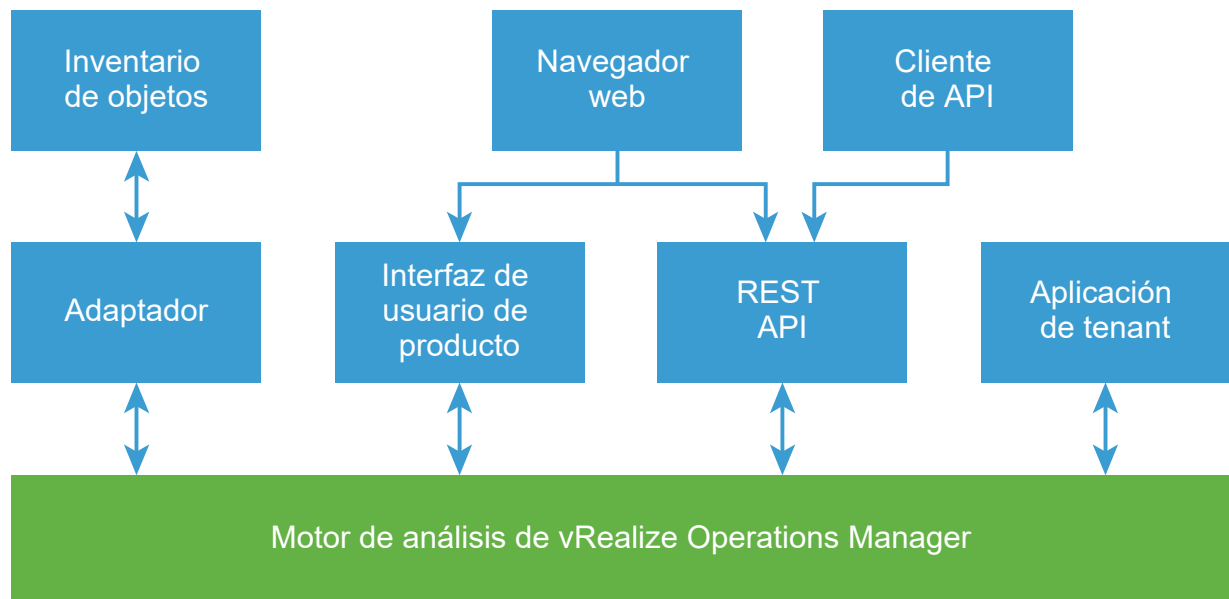 Inventario
de objetos
Navegador
web
Cliente
de API
Adaptador
Interfaz de
usuario de
producto
REST
API
Aplicación
de tenant
Motor de análisis de vRealize Operations Manager